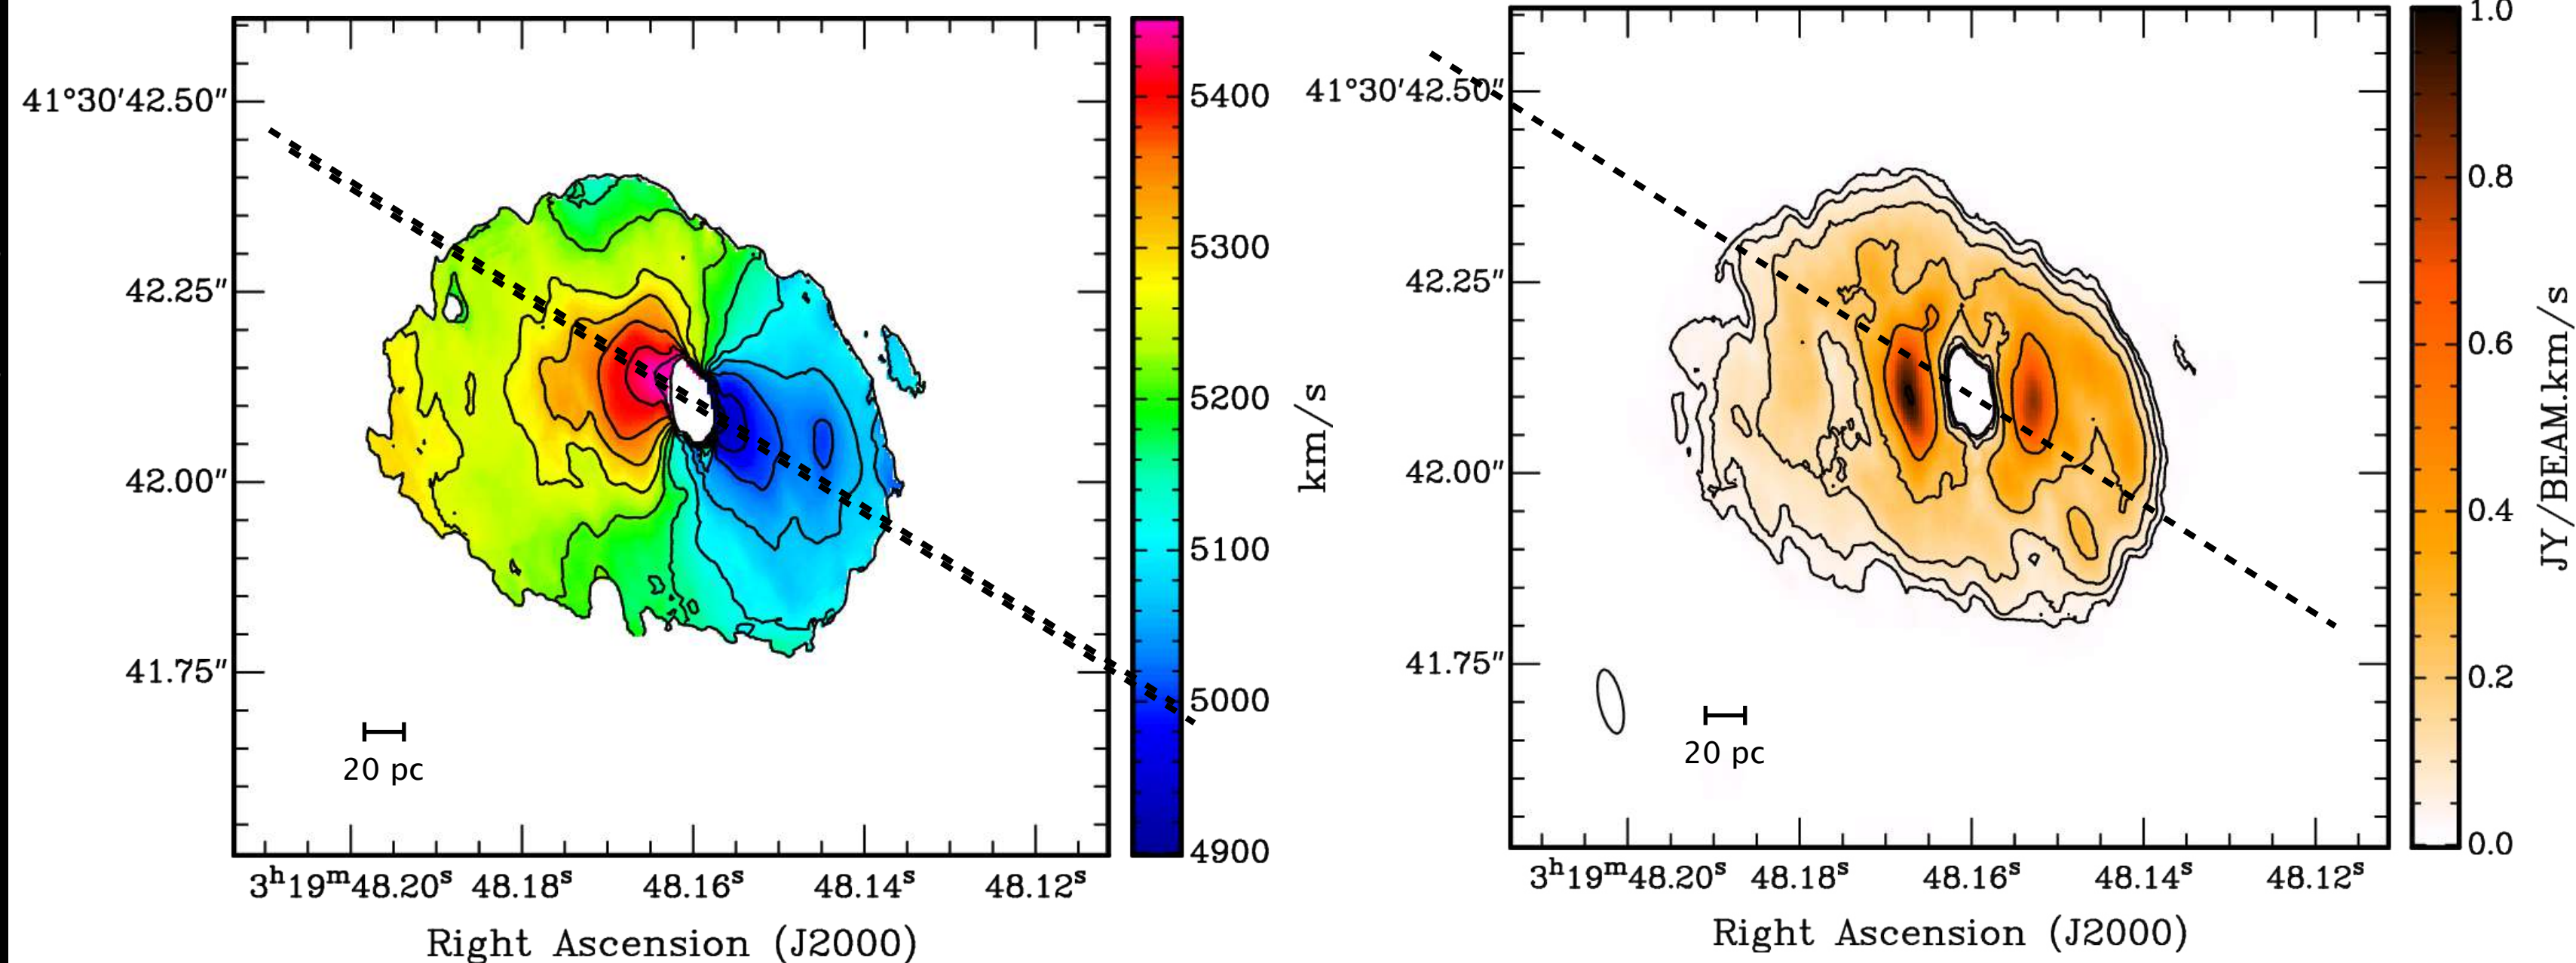 41°30′42.50″
42.25″
42.00″
41.75″
20 pc
3ʰ19ᵐ48.20ˢ 48.18ˢ 48.16ˢ 48.14ˢ 48.12ˢ
Right Ascension (J2000)
5400
5300
5200
5100
5000
4900
km/s
41°30′42.50″
42.25″
42.00″
41.75″
20 pc
3ʰ19ᵐ48.20ˢ 48.18ˢ 48.16ˢ 48.14ˢ 48.12ˢ
Right Ascension (J2000)
1.0
0.8
0.6
0.4
0.2
0.0
JY/BEAM.km/s